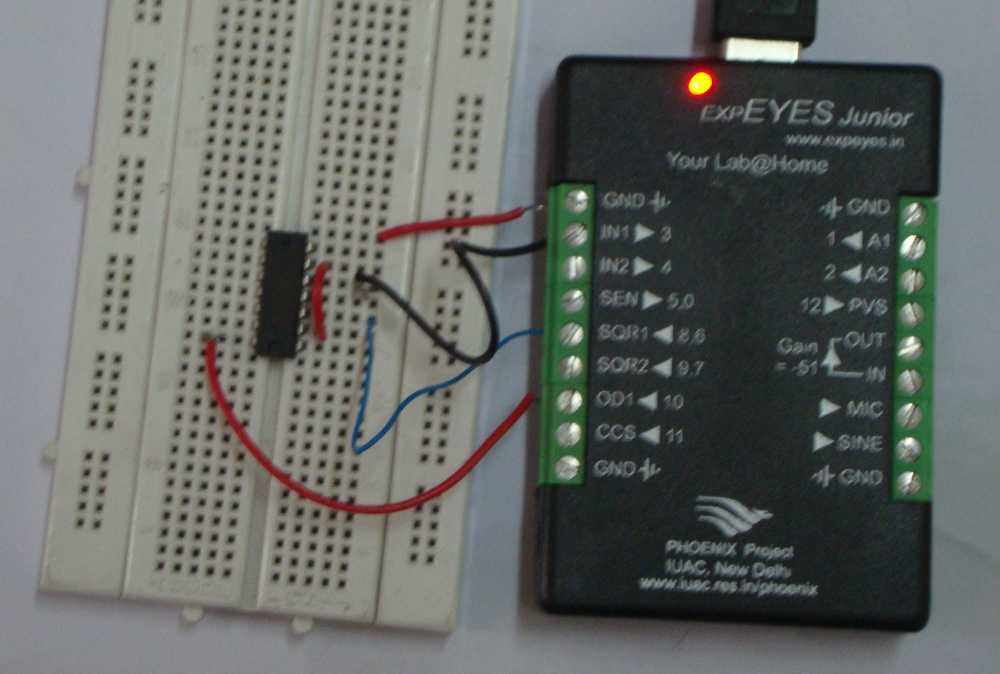 EXPEYES Junior
www.expeyes.in
Your Lab@Home
GND
IN1 ▶ 3
IN2 ▶ 4
SEN ▶ 5,0
SQR1 ◀ 8,6
SQR2 ◀ 9,7
OD1 ◀ 10
CCS ◀ 11
GND
GND
1 ◀ A1
2 ◀ A2
12 ▶ PVS
OUT
Gain
= -51
IN
▶ MIC
▶ SINE
GND
PHOENIX Project
IUAC, New Delhi
www.iuac.res.in/phoenix